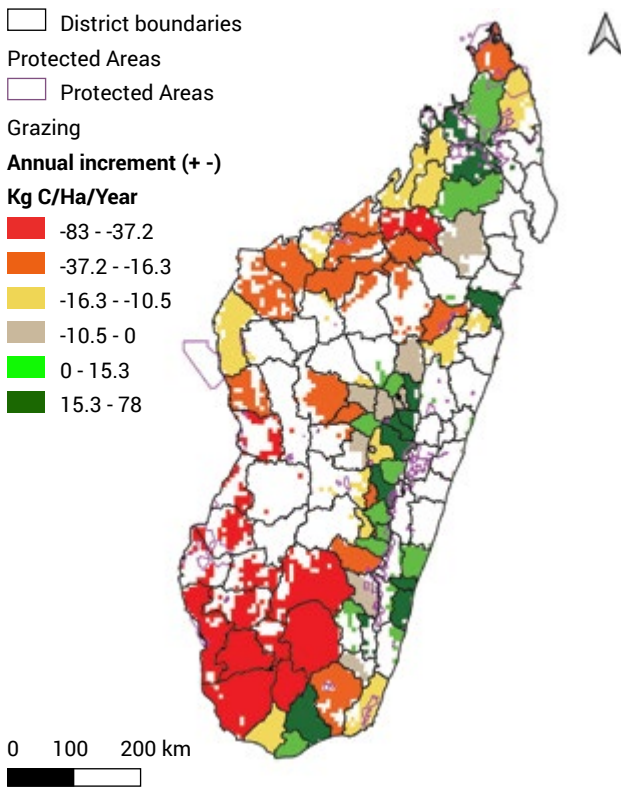 District boundaries
Protected Areas
Protected Areas
Grazing
Annual increment (+ -)
Kg C/Ha/Year
-83 - -37.2
-37.2 - -16.3
-16.3 - -10.5
-10.5 - 0
0 - 15.3
15.3 - 78
0 100 200 km